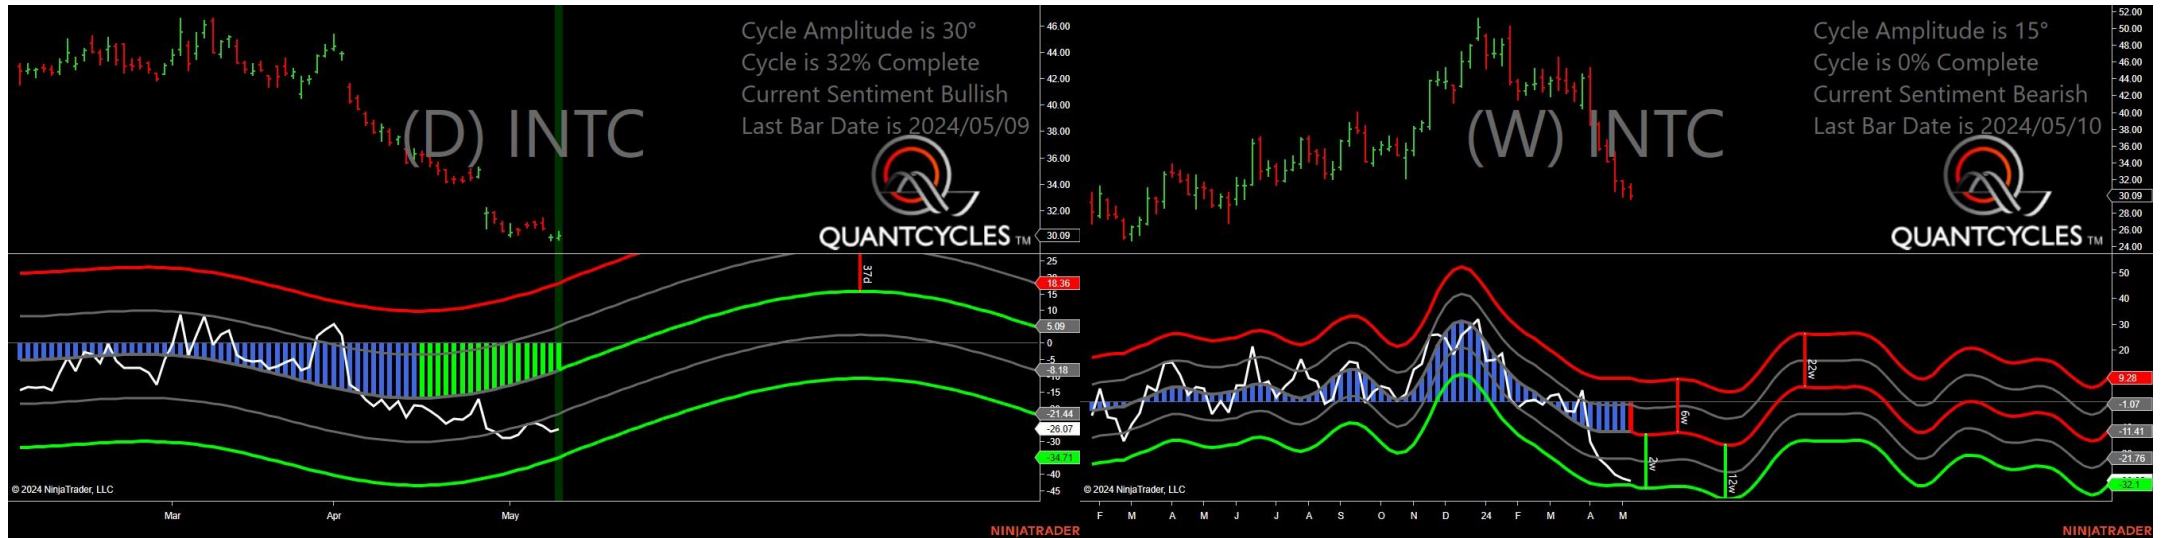 Cycle Amplitude is 30°
Cycle is 32% Complete
Current Sentiment Bullish
Last Bar Date is 2024/05/09
(D) INTC
QUANTCYCLES TM
46.00
44.00
42.00
40.00
38.00
36.00
34.00
32.00
30.09
37d
25
18.36
15
10
5.09
0
-5
-8.18
-15
-21.44
-26.07
-30
-34.71
-40
-45
© 2024 NinjaTrader, LLC
Mar
Apr
May
NINJATRADER
Cycle Amplitude is 15°
Cycle is 0% Complete
Current Sentiment Bearish
Last Bar Date is 2024/05/10
(W) INTC
QUANTCYCLES TM
52.00
50.00
48.00
46.00
44.00
42.00
40.00
38.00
36.00
34.00
32.00
30.09
28.00
26.00
24.00
22w
6w
2w
12w
50
40
30
20
9.28
-1.07
-11.41
-21.76
-32.1
© 2024 NinjaTrader, LLC
F M A M J J A S O N D 24 F M A M
NINJATRADER